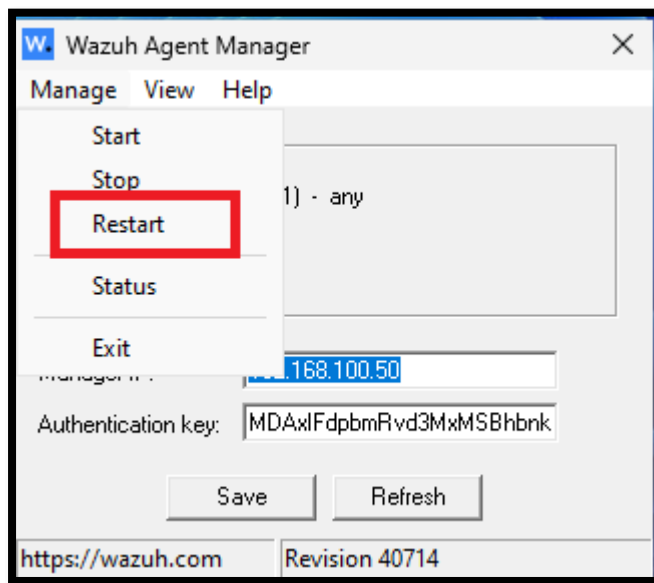 W. Wazuh Agent Manager
Manage View Help
Start
Stop
1) - any
Restart
Status
Exit
.168.100.50
Authentication key: MDAxIFdpbmRvd3MxMSBhbnk
Save Refresh
https://wazuh.com Revision 40714